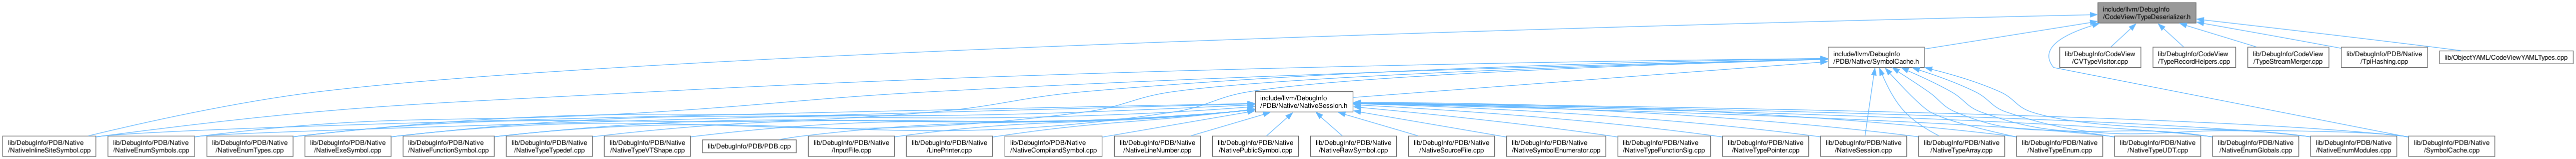 include/llvm/DebugInfo
/CodeView/TypeDeserializer.h
include/llvm/DebugInfo
/PDB/Native/SymbolCache.h
lib/DebugInfo/CodeView
/CVTypeVisitor.cpp
lib/DebugInfo/CodeView
/TypeRecordHelpers.cpp
lib/DebugInfo/CodeView
/TypeStreamMerger.cpp
lib/DebugInfo/PDB/Native
/TpiHashing.cpp
lib/ObjectYAML/CodeViewYAMLTypes.cpp
include/llvm/DebugInfo
/PDB/Native/NativeSession.h
lib/DebugInfo/PDB/Native
/NativeInlineSiteSymbol.cpp
lib/DebugInfo/PDB/Native
/NativeEnumSymbols.cpp
lib/DebugInfo/PDB/Native
/NativeEnumTypes.cpp
lib/DebugInfo/PDB/Native
/NativeExeSymbol.cpp
lib/DebugInfo/PDB/Native
/NativeFunctionSymbol.cpp
lib/DebugInfo/PDB/Native
/NativeTypeTypedef.cpp
lib/DebugInfo/PDB/Native
/NativeTypeVTShape.cpp
lib/DebugInfo/PDB/PDB.cpp
lib/DebugInfo/PDB/Native
/InputFile.cpp
lib/DebugInfo/PDB/Native
/LinePrinter.cpp
lib/DebugInfo/PDB/Native
/NativeCompilandSymbol.cpp
lib/DebugInfo/PDB/Native
/NativeLineNumber.cpp
lib/DebugInfo/PDB/Native
/NativePublicSymbol.cpp
lib/DebugInfo/PDB/Native
/NativeRawSymbol.cpp
lib/DebugInfo/PDB/Native
/NativeSourceFile.cpp
lib/DebugInfo/PDB/Native
/NativeSymbolEnumerator.cpp
lib/DebugInfo/PDB/Native
/NativeTypeFunctionSig.cpp
lib/DebugInfo/PDB/Native
/NativeTypePointer.cpp
lib/DebugInfo/PDB/Native
/NativeSession.cpp
lib/DebugInfo/PDB/Native
/NativeTypeArray.cpp
lib/DebugInfo/PDB/Native
/NativeTypeEnum.cpp
lib/DebugInfo/PDB/Native
/NativeTypeUDT.cpp
lib/DebugInfo/PDB/Native
/NativeEnumGlobals.cpp
lib/DebugInfo/PDB/Native
/NativeEnumModules.cpp
lib/DebugInfo/PDB/Native
/SymbolCache.cpp